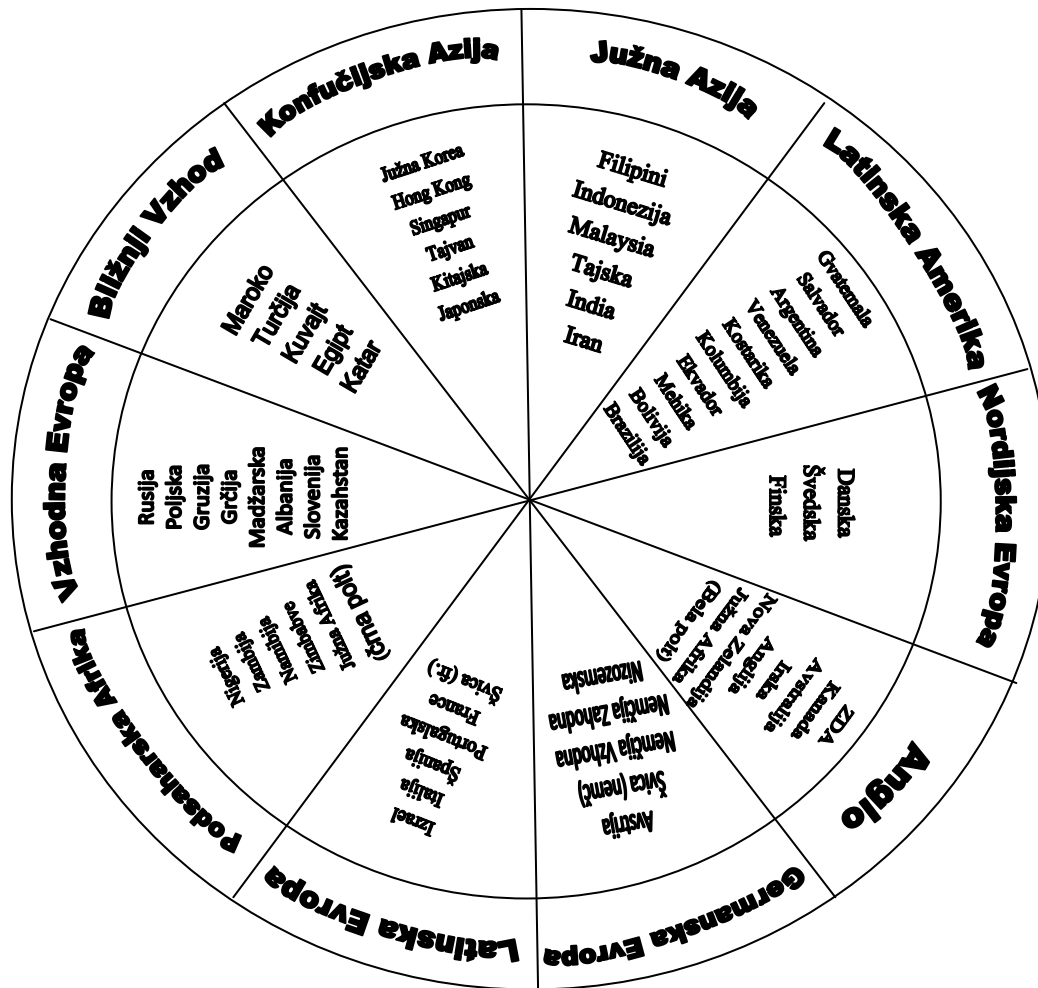 Konfučijska Azija
Južna Korea
Hong Kong
Singapur
Tajvan
Kitajska
Japonska
Južna Azija
Filipini
Indonezija
Malaysia
Tajska
India
Iran
Latinska Amerika
Gvatemala
Salvador
Argentina
Venezuela
Kostarika
Kolumbija
Ekvador
Mehika
Bolivija
Brazilija
Nordijska Evropa
Danska
Švedska
Finska
Anglo
ZDA
Kanada
Avstralija
Iraka
Anglija
Nova Zelandija
Južna Afrika
(Bela polt)
Germanska Evropa
Avstrija
Švica (nemč)
Nemčija Vzhodna
Nemčija Zahodna
Nizozemska
Latinska Evropa
Izrael
Italija
Španija
Portugalska
France
Švica (fr.)
Podsaharska Afrika
Nigerija
Zambija
Namibija
Zimbabve
Južna Afrika
(Črna polt)
Vzhodna Evropa
Rusija
Poljska
Gruzija
Grčija
Madžarska
Albanija
Slovenija
Kazahstan
Bližnji Vzhod
Maroko
Turčija
Kuvajt
Egipt
Katar